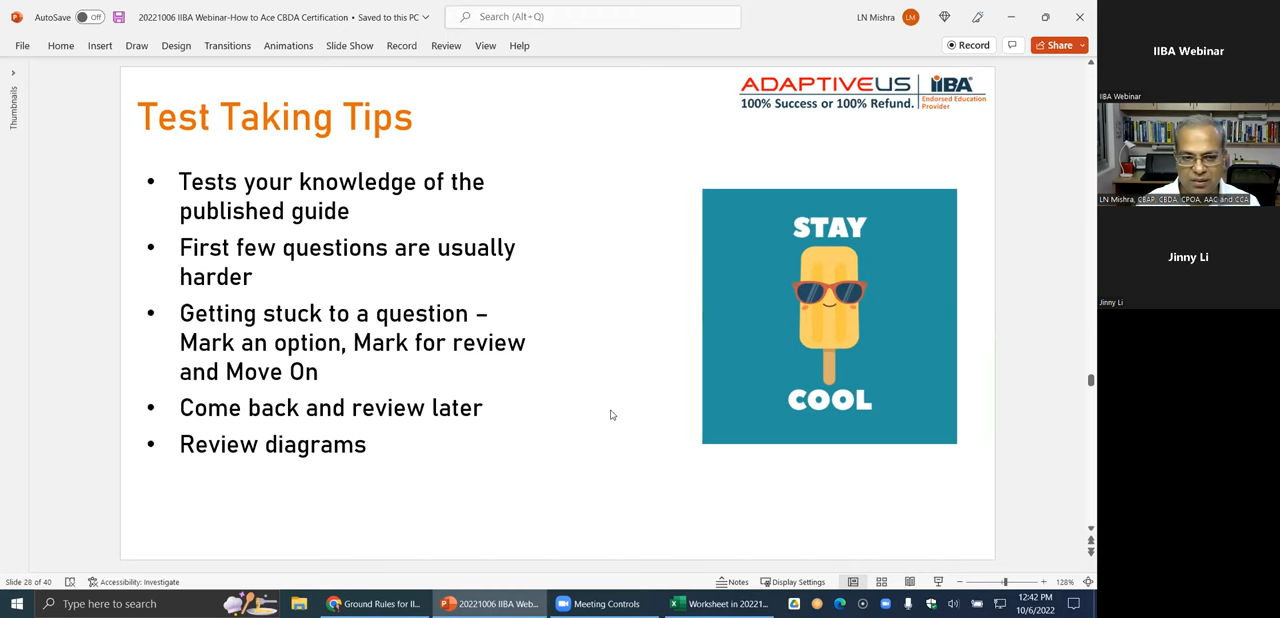 AutoSave Off 20221006 IIBA Webinar-How to Ace CBDA Certification • Saved to this PC Search (Alt+Q) LN Mishra LM
File Home Insert Draw Design Transitions Animations Slide Show Record Review View Help Record Share
Thumbnails
ADAPTIVEUS IIBA
100% Success or 100% Refund. Endorsed Education
Provider
Test Taking Tips
• Tests your knowledge of the
published guide
• First few questions are usually
harder
• Getting stuck to a question –
Mark an option, Mark for review
and Move On
• Come back and review later
• Review diagrams
STAY
COOL
IIBA Webinar
IIBA Webinar
LN Mishra, CBAP, CBDA, CPOA, AAC and CCA
Jinny Li
Jinny Li
Slide 28 of 40 Accessibility: Investigate Notes Display Settings 128%
Type here to search Ground Rules for II... 20221006 IIBA Web... Meeting Controls Worksheet in 20221... 12:42 PM
10/6/2022